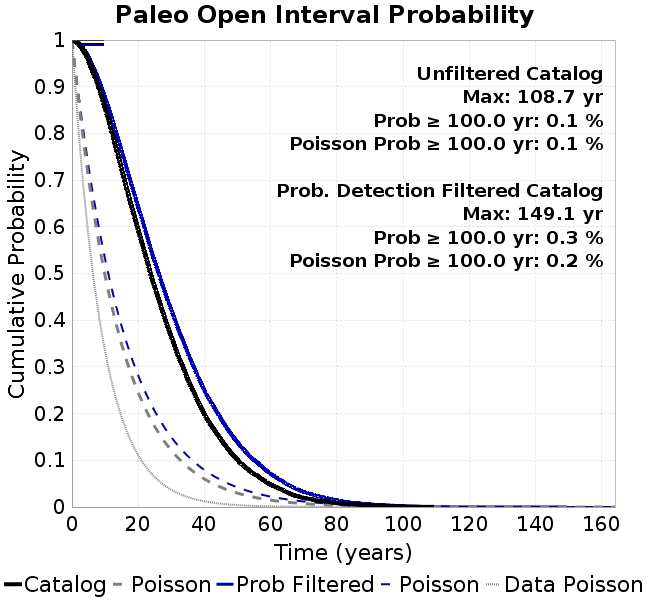 Paleo Open Interval Probability
Cumulative Probability
1
0.9
0.8
0.7
0.6
0.5
0.4
0.3
0.2
0.1
0
Unfiltered Catalog
Max: 108.7 yr
Prob ≥ 100.0 yr: 0.1 %
Poisson Prob ≥ 100.0 yr: 0.1 %
Prob. Detection Filtered Catalog
Max: 149.1 yr
Prob ≥ 100.0 yr: 0.3 %
Poisson Prob ≥ 100.0 yr: 0.2 %
0 20 40 60 80 100 120 140 160
Time (years)
Catalog Poisson Prob Filtered Poisson Data Poisson